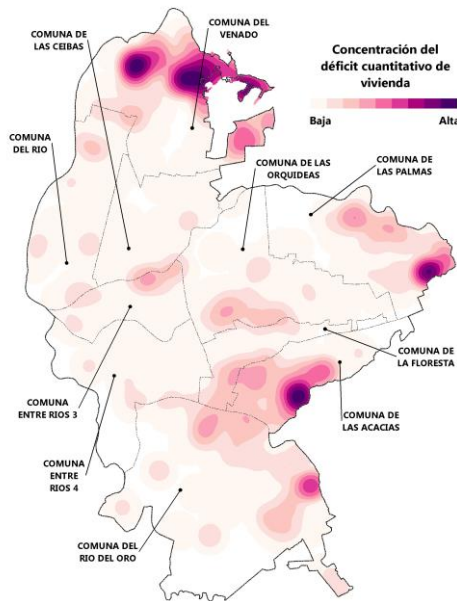 COMUNA DE
LAS CEIBAS
COMUNA DEL
VENADO
Concentración del
déficit cuantitativo de
vivienda
Baja
Alta
COMUNA
DEL RIO
COMUNA DE LAS
ORQUIDEAS
COMUNA DE
LAS PALMAS
COMUNA DE
LA FLORESTA
COMUNA
ENTRE RIOS 3
COMUNA DE
LAS ACACIAS
COMUNA
ENTRE
RIOS 4
COMUNA DEL
RIO DEL ORO